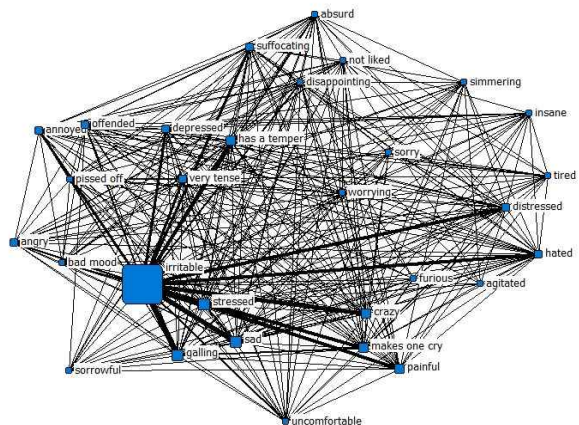 absurd
suffocating
not liked
disappointing
simmering
insane
offended
annoyed
depressed
has a temper
sorry
tired
pissed off
very tense
worrying
distressed
angry
hated
bad mood
irritable
furious
agitated
stressed
crazy
sad
makes one cry
galling
painful
sorrowful
uncomfortable